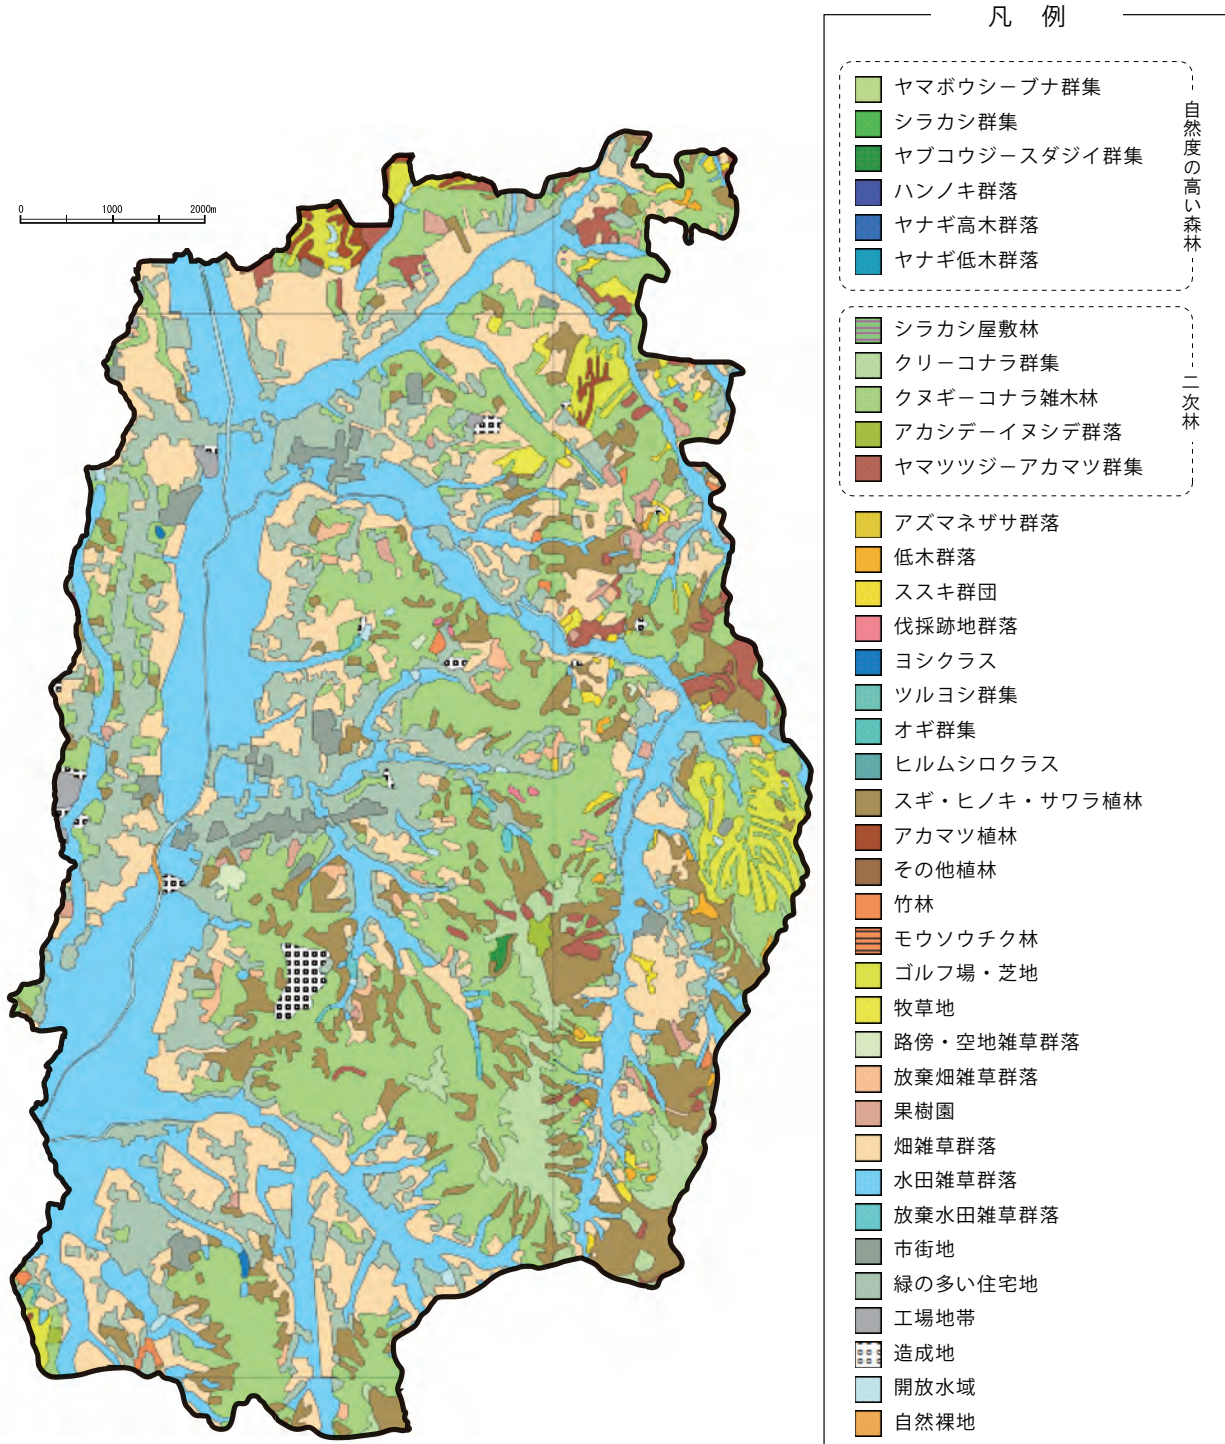 凡 例
ヤマボウシ－ブナ群集
シラカシ群集
ヤブコウジ－スダジイ群集
ハンノキ群落
ヤナギ高木群落
ヤナギ低木群落
自然度の高い森林
シラカシ屋敷林
クリ－コナラ群集
クヌギ－コナラ雑木林
アカシデ－イヌシデ群落
ヤマツツジ－アカマツ群集
二次林
アズマネザサ群落
低木群落
ススキ群団
伐採跡地群落
ヨシクラス
ツルヨシ群集
オギ群集
ヒルムシロクラス
スギ・ヒノキ・サワラ植林
アカマツ植林
その他植林
竹林
モウソウチク林
ゴルフ場・芝地
牧草地
路傍・空地雑草群落
放棄畑雑草群落
果樹園
畑雑草群落
水田雑草群落
放棄水田雑草群落
市街地
緑の多い住宅地
工場地帯
造成地
開放水域
自然裸地
0 1000 2000m